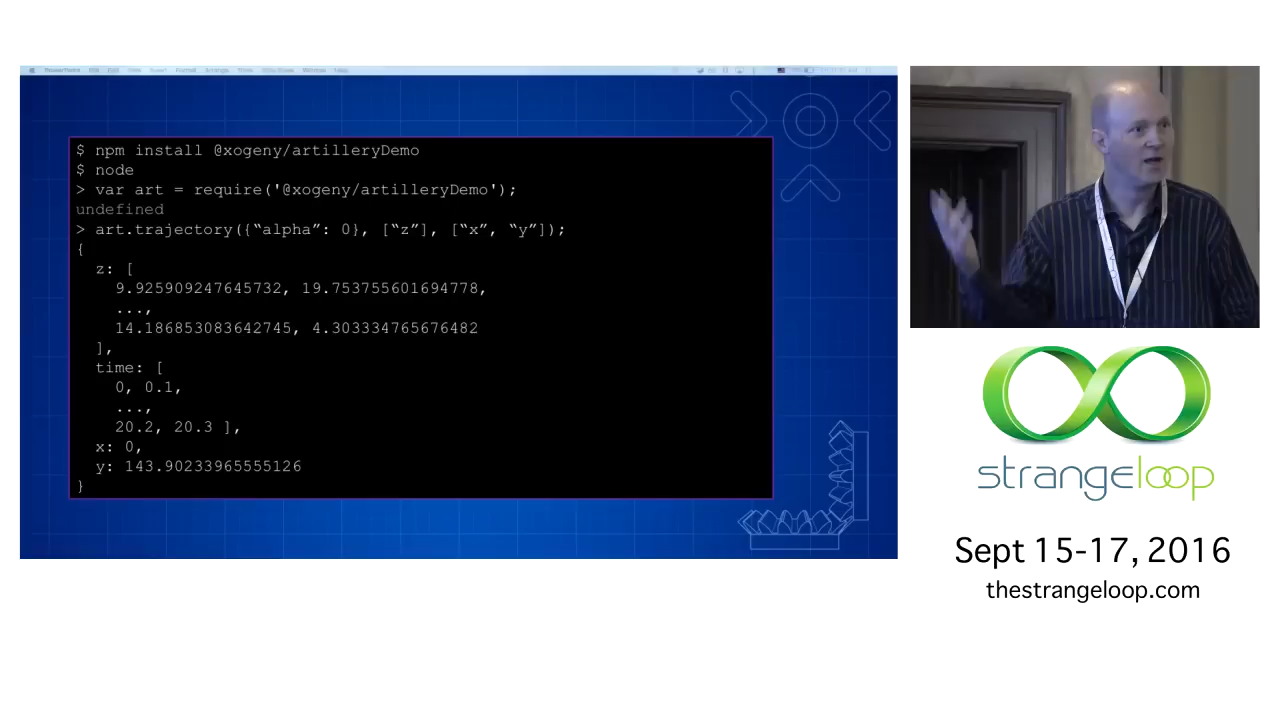 $ npm install @xogeny/artilleryDemo
$ node
> var art = require('@xogeny/artilleryDemo');
undefined
> art.trajectory({“alpha”: 0}, [“z”], [“x”, “y”]);
{
z: [
9.925909247645732, 19.753755601694778,
...,
14.186853083642745, 4.303334765676482
],
time: [
0, 0.1,
...,
20.2, 20.3 ],
x: 0,
y: 143.90233965555126
}
strangeloop
Sept 15-17, 2016
thestrangeloop.com